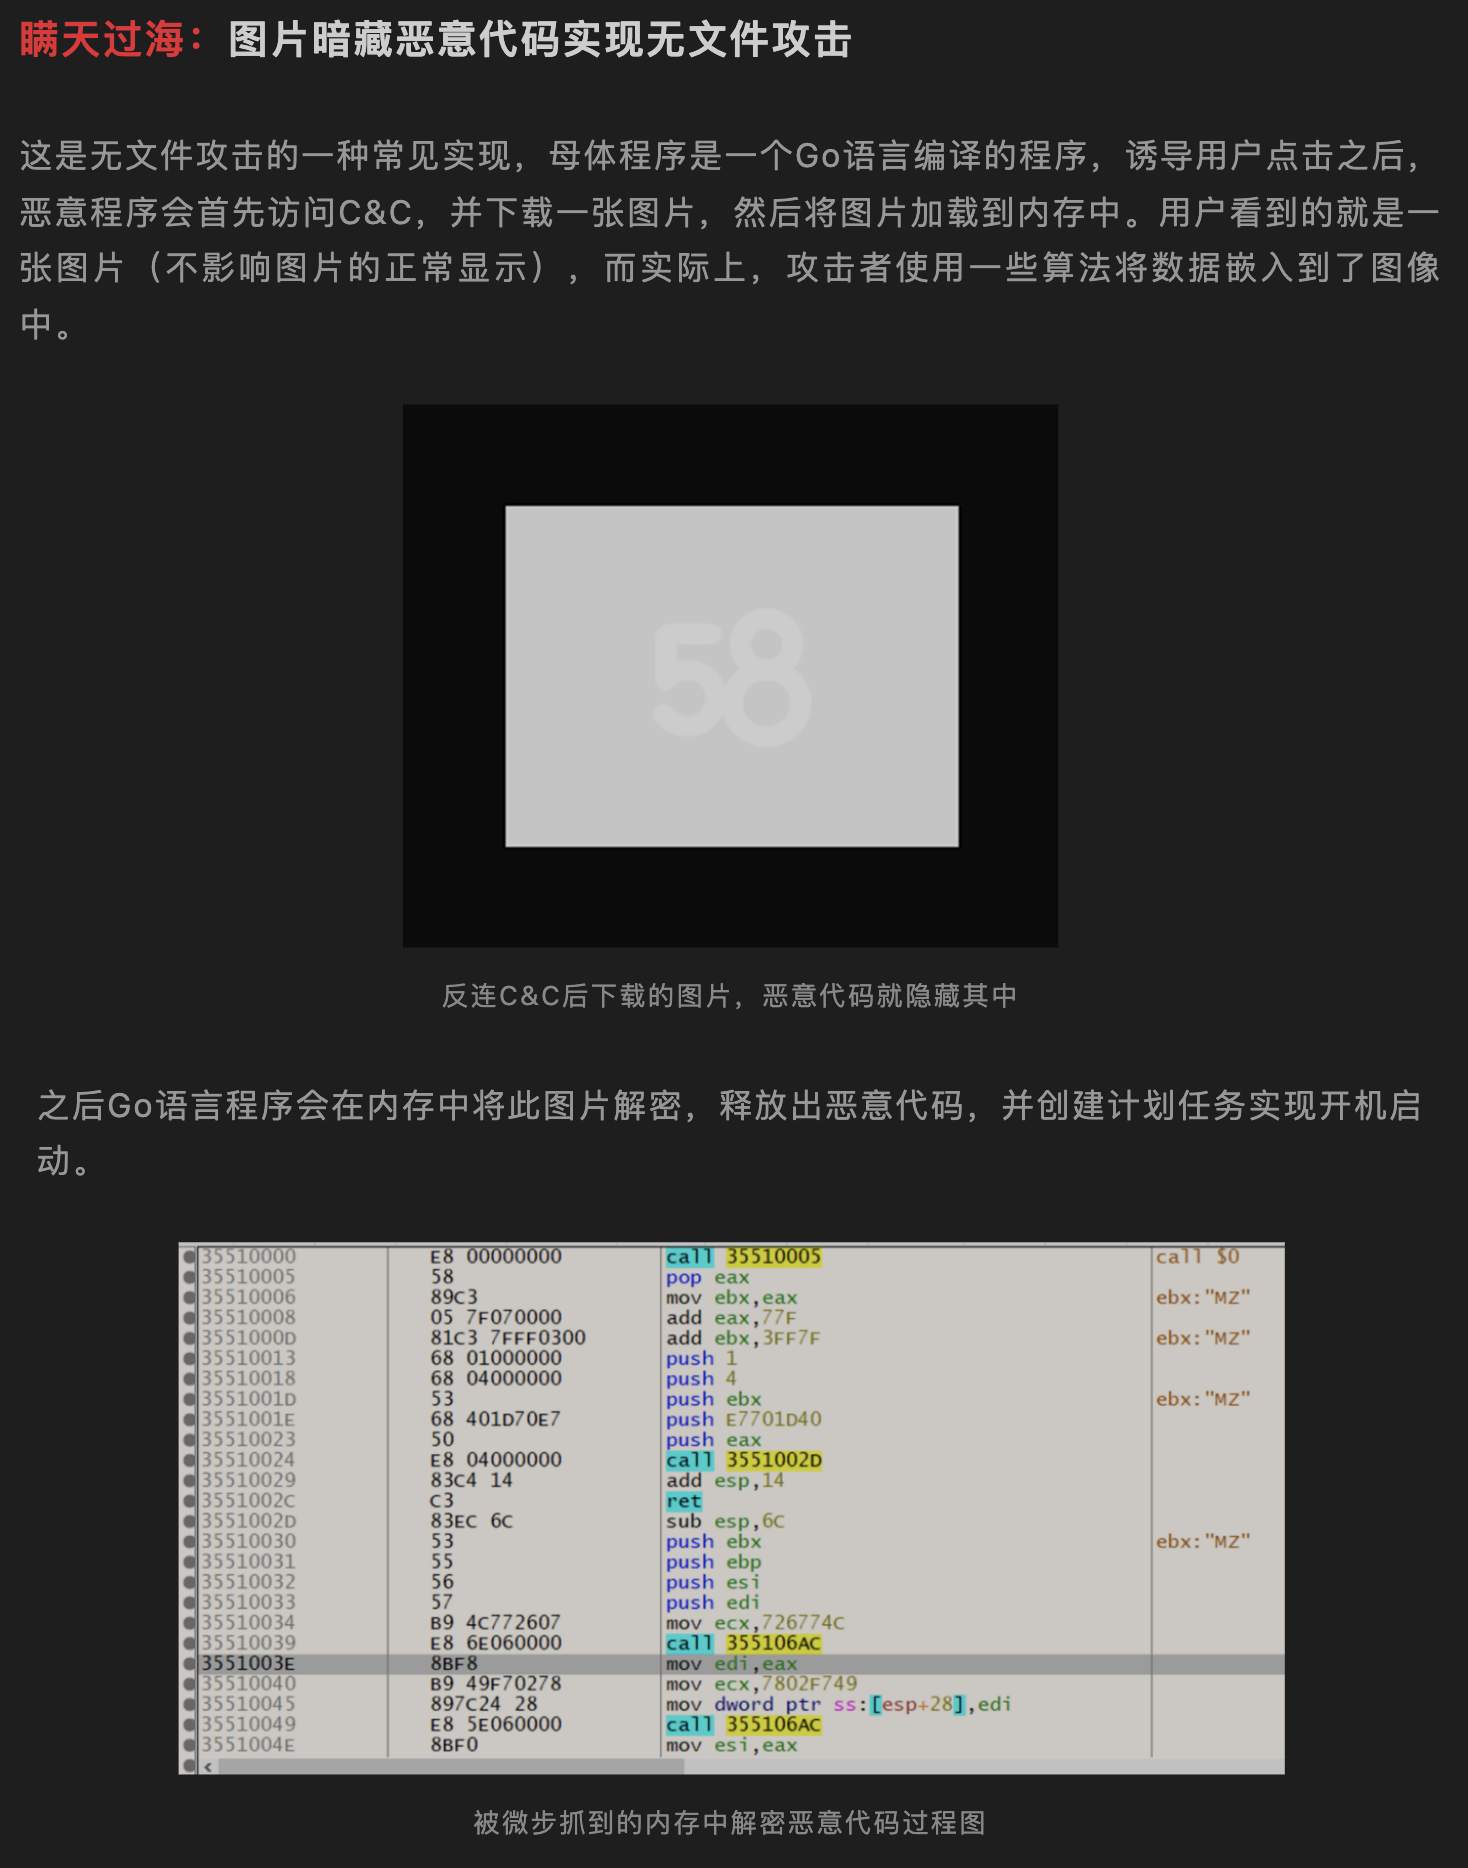 瞒天过海：图片暗藏恶意代码实现无文件攻击
这是无文件攻击的一种常见实现，母体程序是一个Go语言编译的程序，诱导用户点击之后，
恶意程序会首先访问C&C，并下载一张图片，然后将图片加载到内存中。用户看到的就是一
张图片（不影响图片的正常显示），而实际上，攻击者使用一些算法将数据嵌入到了图像
中。
58
反连C&C后下载的图片，恶意代码就隐藏其中
之后Go语言程序会在内存中将此图片解密，释放出恶意代码，并创建计划任务实现开机启
动。
35510000 E8 00000000 call 35510005 call $0
35510005 58 pop eax
35510006 89C3 mov ebx,eax ebx:"MZ"
35510008 05 7F070000 add eax,77F
3551000D 81C3 7FFF0300 add ebx,3FF7F ebx:"MZ"
35510013 68 01000000 push 1
35510018 68 04000000 push 4
3551001D 53 push ebx ebx:"MZ"
3551001E 68 401D70E7 push E7701D40
35510023 50 push eax
35510024 E8 04000000 call 3551002D
35510029 83C4 14 add esp,14
3551002C C3 ret
3551002D 83EC 6C sub esp,6C
35510030 53 push ebx ebx:"MZ"
35510031 55 push ebp
35510032 56 push esi
35510033 57 push edi
35510034 B9 4C772607 mov ecx,726774C
35510039 E8 6E060000 call 355106AC
3551003E 8BF8 mov edi,eax
35510040 B9 49F70278 mov ecx,7802F749
35510045 897C24 28 mov dword ptr ss:[esp+28],edi
35510049 E8 5E060000 call 355106AC
3551004E 8BF0 mov esi,eax
被微步抓到的内存中解密恶意代码过程图